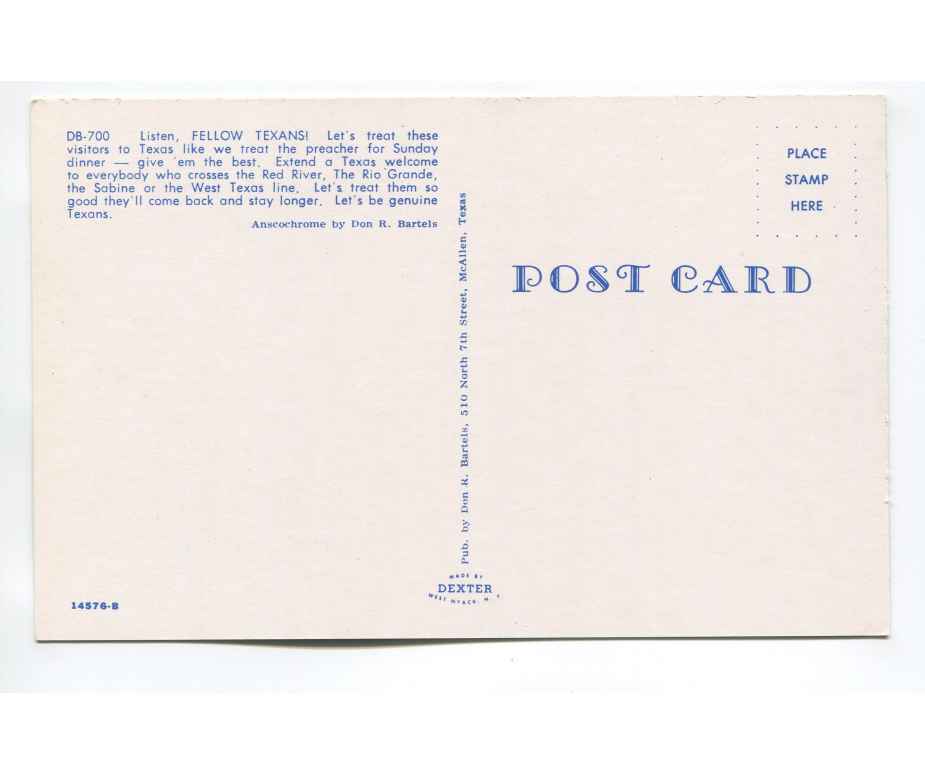 DB-700 Listen, FELLOW TEXANS! Let's treat these
visitors to Texas like we treat the preacher for Sunday
dinner — give 'em the best. Extend a Texas welcome
to everybody who crosses the Red River, The Rio Grande,
the Sabine or the West Texas line. Let's treat them so
good they'll come back and stay longer. Let's be genuine
Texans.
Anscochrome by Don R. Bartels
14576-B
Pub. by Don R. Bartels, 510 North 7th Street, McAllen, Texas
MADE BY
DEXTER
WEST NYACK, N. Y.
PLACE
STAMP
HERE
POST CARD